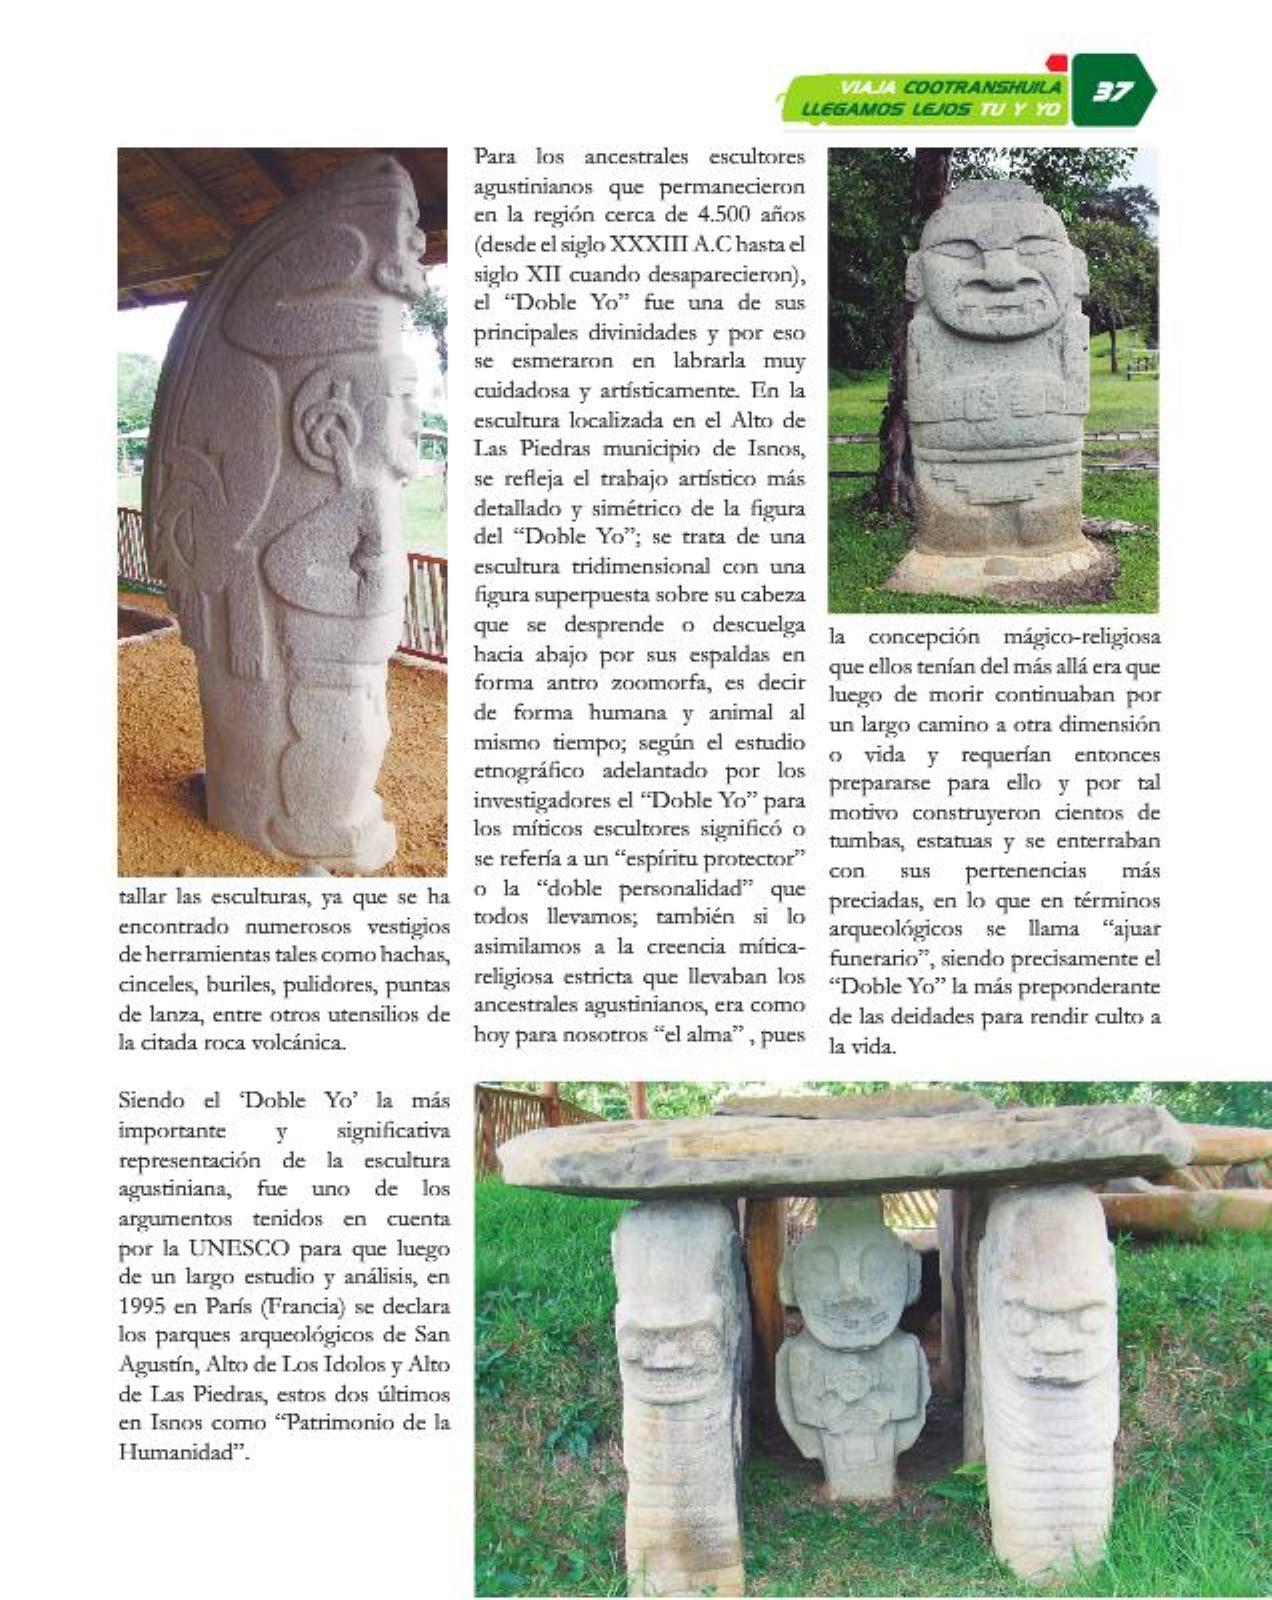 VIAJA COOTRANSHUILA
LLEGAMOS LEJOS TU Y YO
37
tallar las esculturas, ya que se ha
encontrado numerosos vestigios
de herramientas tales como hachas,
cinceles, buriles, pulidores, puntas
de lanza, entre otros utensilios de
la citada roca volcánica.
Siendo el ‘Doble Yo’ la más
importante y significativa
representación de la escultura
agustiniana, fue uno de los
argumentos tenidos en cuenta
por la UNESCO para que luego
de un largo estudio y análisis, en
1995 en París (Francia) se declara
los parques arqueológicos de San
Agustín, Alto de Los Idolos y Alto
de Las Piedras, estos dos últimos
en Isnos como “Patrimonio de la
Humanidad”.
Para los ancestrales escultores
agustinianos que permanecieron
en la región cerca de 4.500 años
(desde el siglo XXXIII A.C hasta el
siglo XII cuando desaparecieron),
el “Doble Yo” fue una de sus
principales divinidades y por eso
se esmeraron en labrarla muy
cuidadosa y artísticamente. En la
escultura localizada en el Alto de
Las Piedras municipio de Isnos,
se refleja el trabajo artístico más
detallado y simétrico de la figura
del “Doble Yo”; se trata de una
escultura tridimensional con una
figura superpuesta sobre su cabeza
que se desprende o descuelga
hacia abajo por sus espaldas en
forma antro zoomorfa, es decir
de forma humana y animal al
mismo tiempo; según el estudio
etnográfico adelantado por los
investigadores el “Doble Yo” para
los míticos escultores significó o
se refería a un “espíritu protector”
o la “doble personalidad” que
todos llevamos; también si lo
asimilamos a la creencia mítica-
religiosa estricta que llevaban los
ancestrales agustinianos, era como
hoy para nosotros “el alma” , pues
la concepción mágico-religiosa
que ellos tenían del más allá era que
luego de morir continuaban por
un largo camino a otra dimensión
o vida y requerían entonces
prepararse para ello y por tal
motivo construyeron cientos de
tumbas, estatuas y se enterraban
con sus pertenencias más
preciadas, en lo que en términos
arqueológicos se llama “ajuar
funerario”, siendo precisamente el
“Doble Yo” la más preponderante
de las deidades para rendir culto a
la vida.